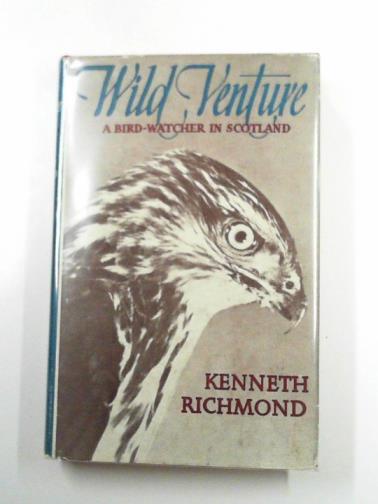 Wild Venture
A BIRD-WATCHER IN SCOTLAND
KENNETH
RICHMOND